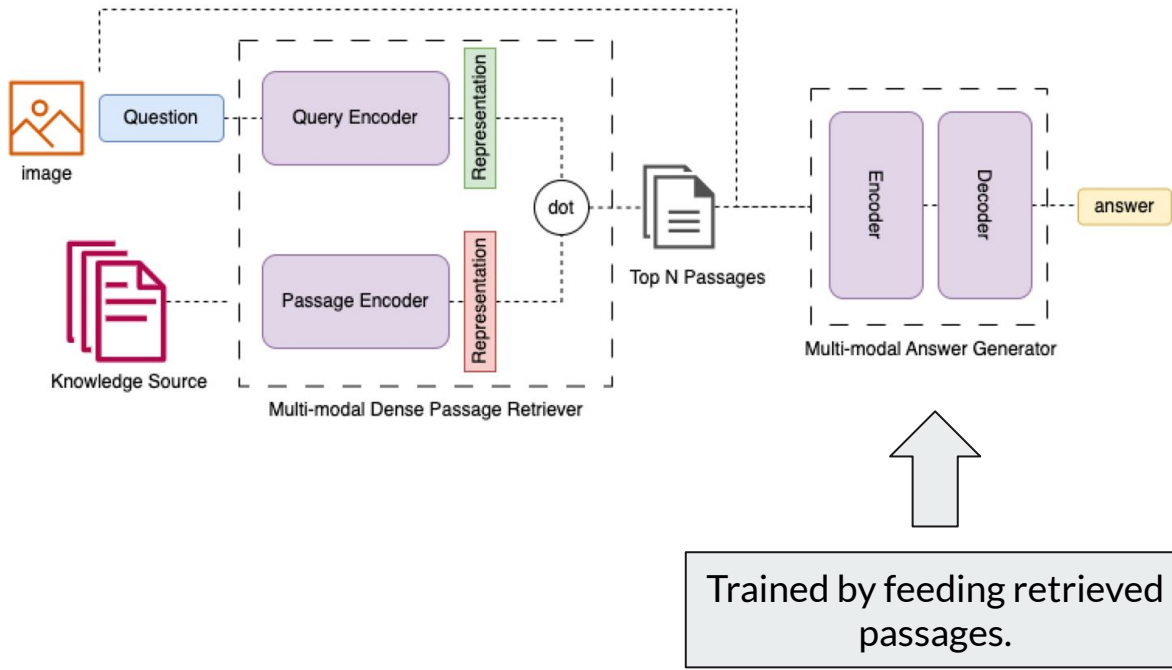 image
Question
Query Encoder
Representation
Knowledge Source
Passage Encoder
Representation
Multi-modal Dense Passage Retriever
dot
Top N Passages
Encoder
Decoder
Multi-modal Answer Generator
answer
Trained by feeding retrieved
passages.